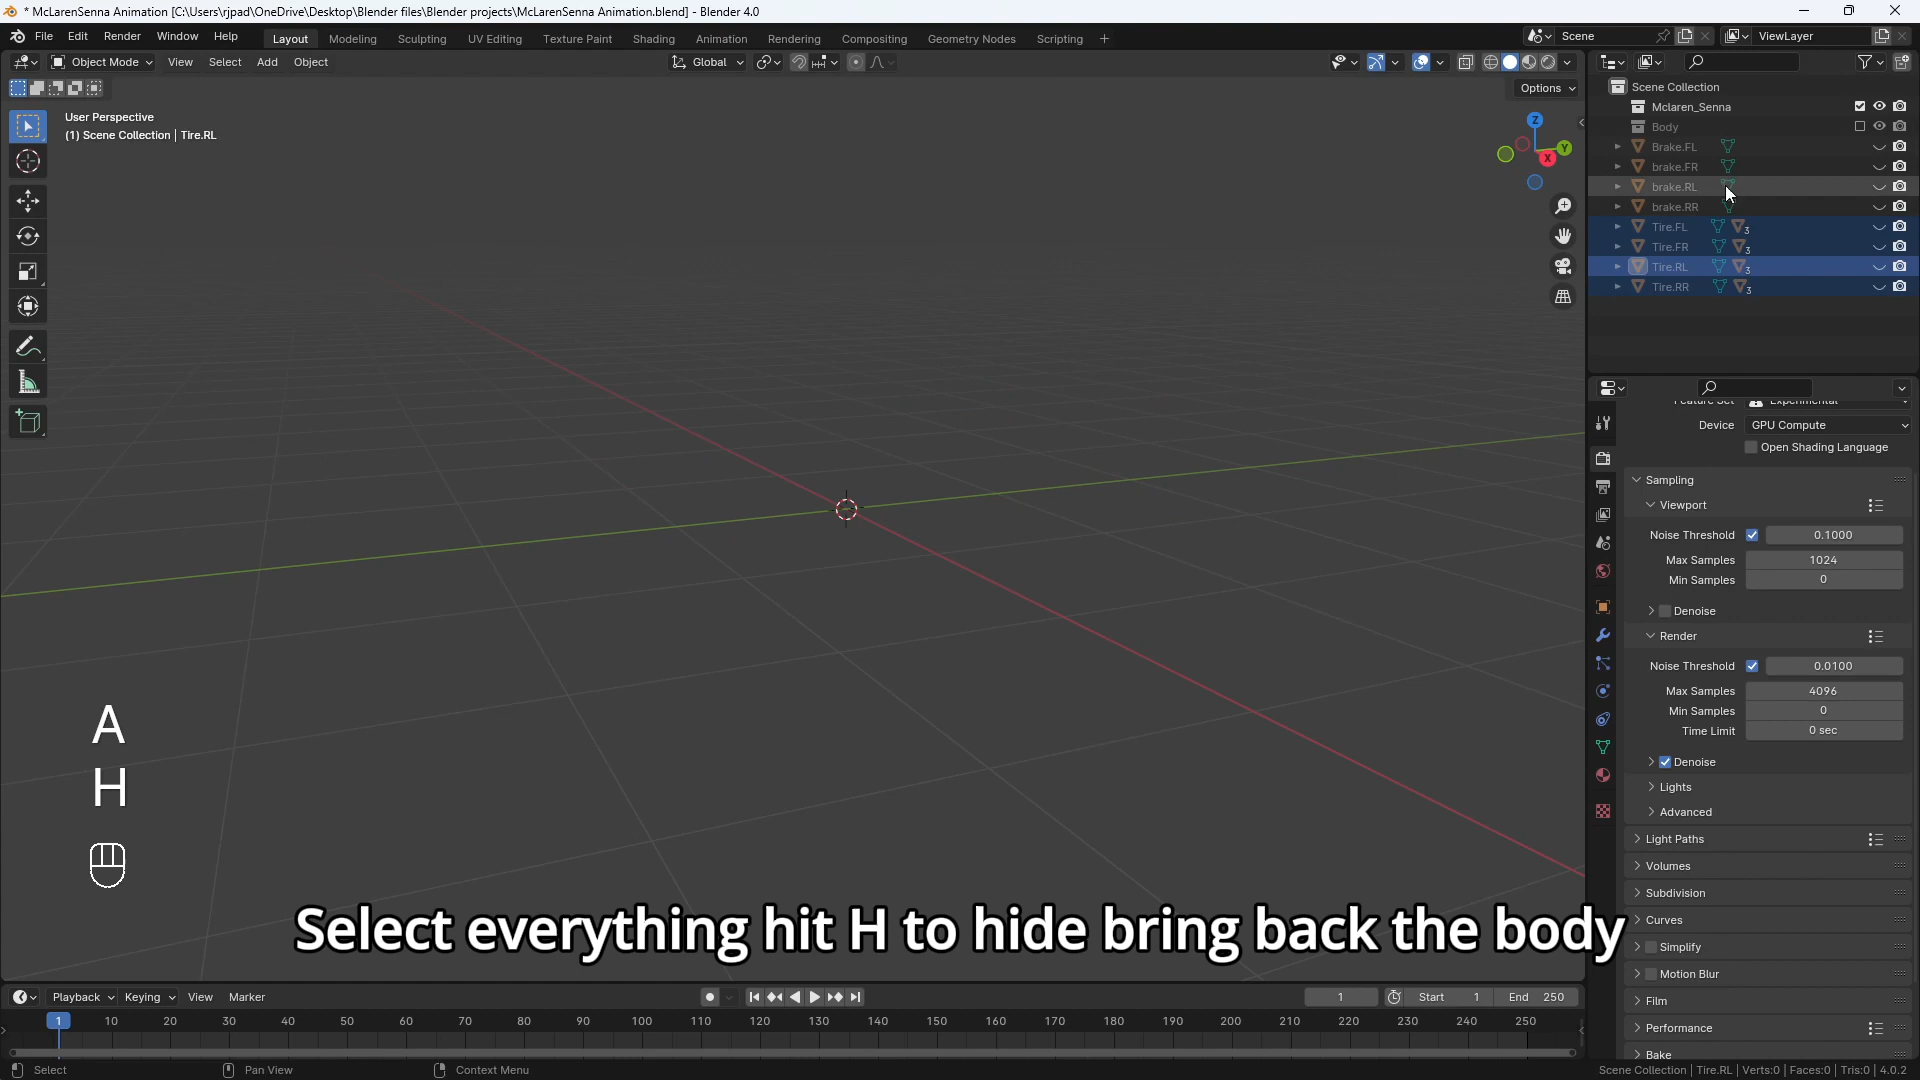 * McLarenSenna Animation [C:\Users\rjpad\OneDrive\Desktop\Blender files\Blender projects\McLarenSenna Animation.blend] - Blender 4.0
File Edit Render Window Help
Layout Modeling Sculpting UV Editing Texture Paint Shading Animation Rendering Compositing Geometry Nodes Scripting +
Scene
ViewLayer
Object Mode View Select Add Object
Global
Options
User Perspective
(1) Scene Collection | Tire.RL
Z
Y
X
Scene Collection
Mclaren_Senna
Body
Brake.FL
brake.FR
brake.RL
brake.RR
Tire.FL 3
Tire.FR 3
Tire.RL 3
Tire.RR 3
Feature Set Experimental
Device GPU Compute
Open Shading Language
Sampling
Viewport
Noise Threshold 0.1000
Max Samples 1024
Min Samples 0
Denoise
Render
Noise Threshold 0.0100
Max Samples 4096
Min Samples 0
Time Limit 0 sec
Denoise
Lights
Advanced
Light Paths
Volumes
Subdivision
Curves
Simplify
Motion Blur
Film
Performance
Bake
A
H
Select everything hit H to hide bring back the body
Playback Keying View Marker
1 Start 1 End 250
1 10 20 30 40 50 60 70 80 90 100 110 120 130 140 150 160 170 180 190 200 210 220 230 240 250
Select Pan View Context Menu
Scene Collection | Tire.RL | Verts:0 | Faces:0 | Tris:0 | 4.0.2